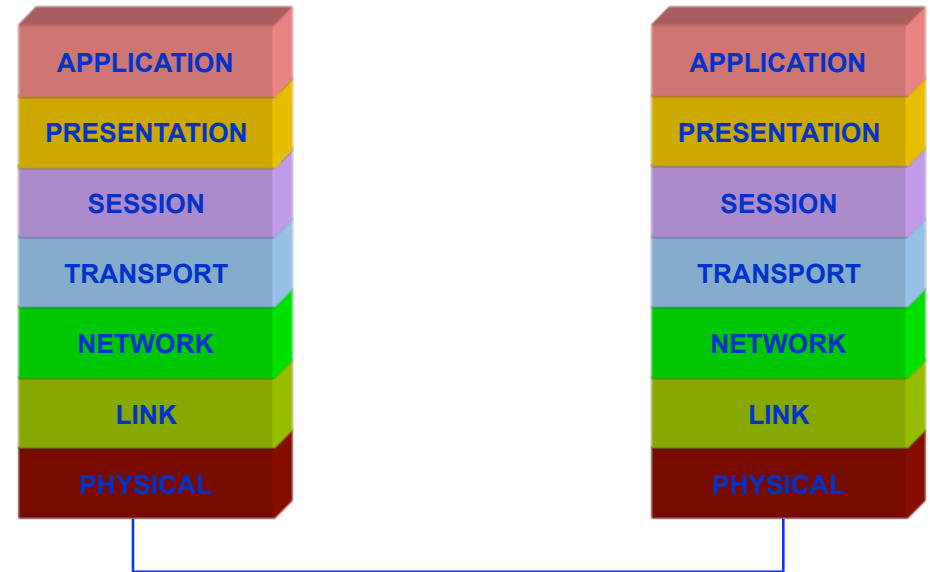 APPLICATION
PRESENTATION
SESSION
TRANSPORT
NETWORK
LINK
PHYSICAL
APPLICATION
PRESENTATION
SESSION
TRANSPORT
NETWORK
LINK
PHYSICAL